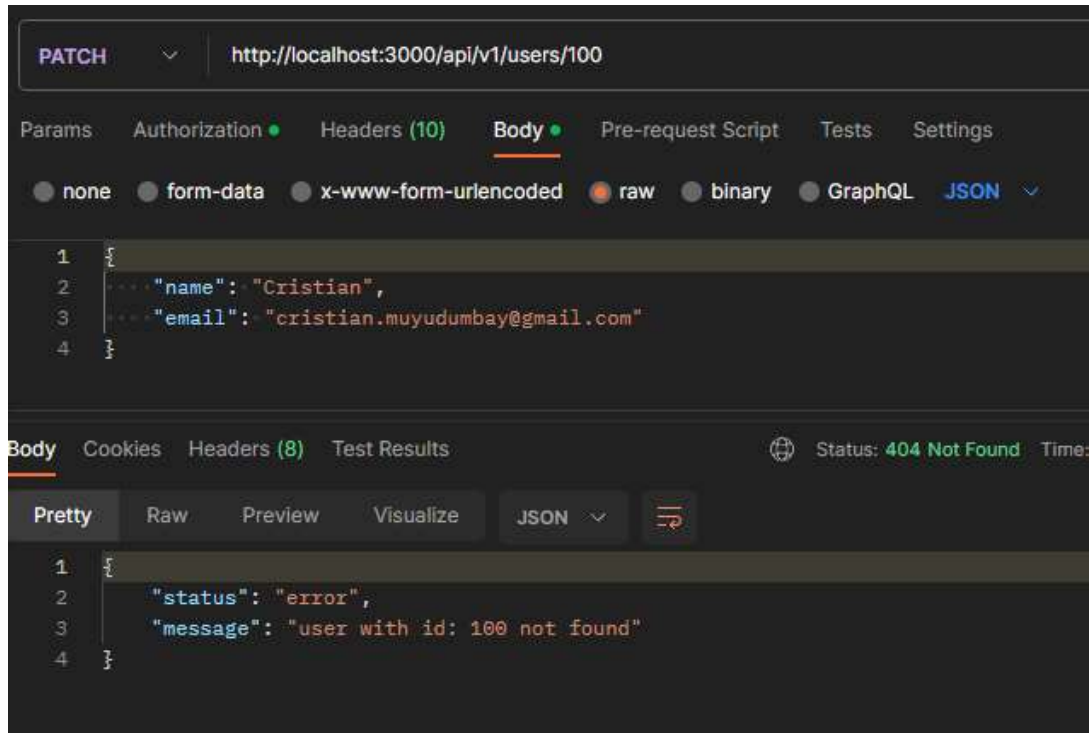 PATCH http://localhost:3000/api/v1/users/100
Params Authorization Headers (10) Body Pre-request Script Tests Settings
none form-data x-www-form-urlencoded raw binary GraphQL JSON
1 {
2 "name": "Cristian",
3 "email": "cristian.muyudumbay@gmail.com"
4 }
Body Cookies Headers (8) Test Results Status: 404 Not Found Time:
Pretty Raw Preview Visualize JSON
1 {
2 "status": "error",
3 "message": "user with id: 100 not found"
4 }